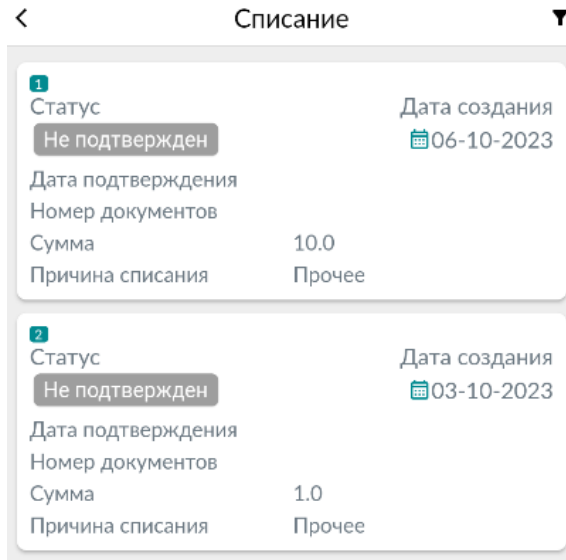 Списание
1
Статус Дата создания
Не подтвержден 06-10-2023
Дата подтверждения
Номер документов
Сумма 10.0
Причина списания Прочее
2
Статус Дата создания
Не подтвержден 03-10-2023
Дата подтверждения
Номер документов
Сумма 1.0
Причина списания Прочее